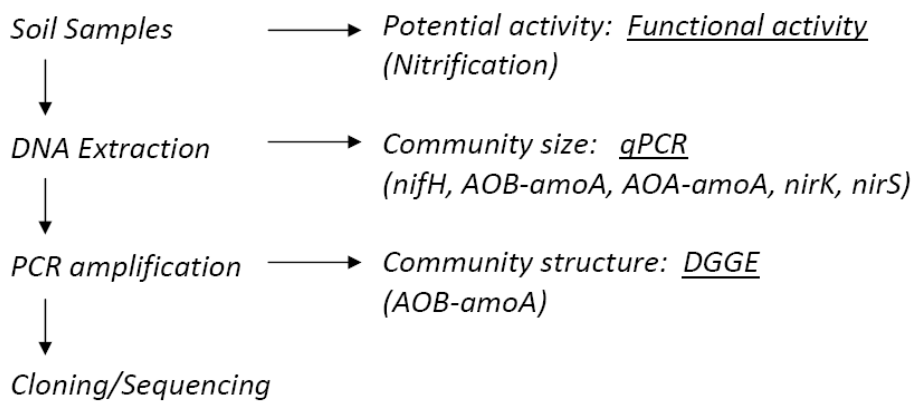 Soil Samples
Potential activity: Functional activity
(Nitrification)
DNA Extraction
Community size: qPCR
(nifH, AOB-amoA, AOA-amoA, nirK, nirS)
PCR amplification
Community structure: DGGE
(AOB-amoA)
Cloning/Sequencing